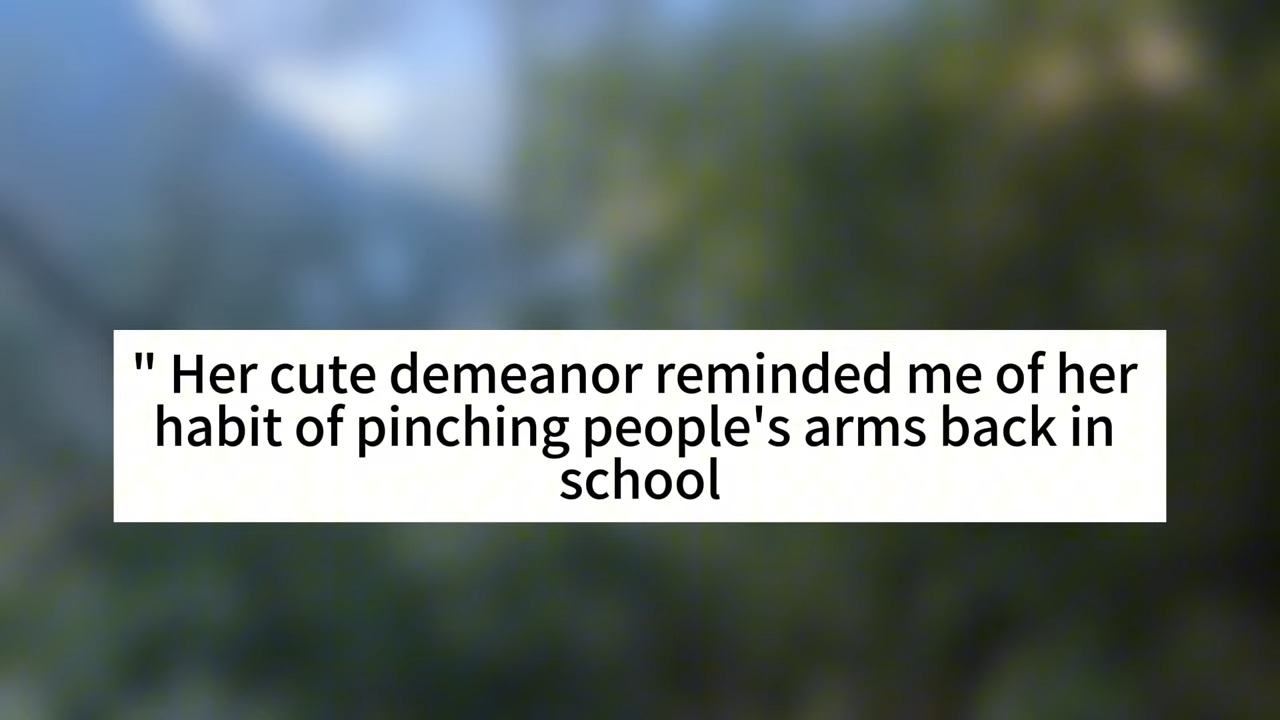 " Her cute demeanor reminded me of her
habit of pinching people's arms back in
school